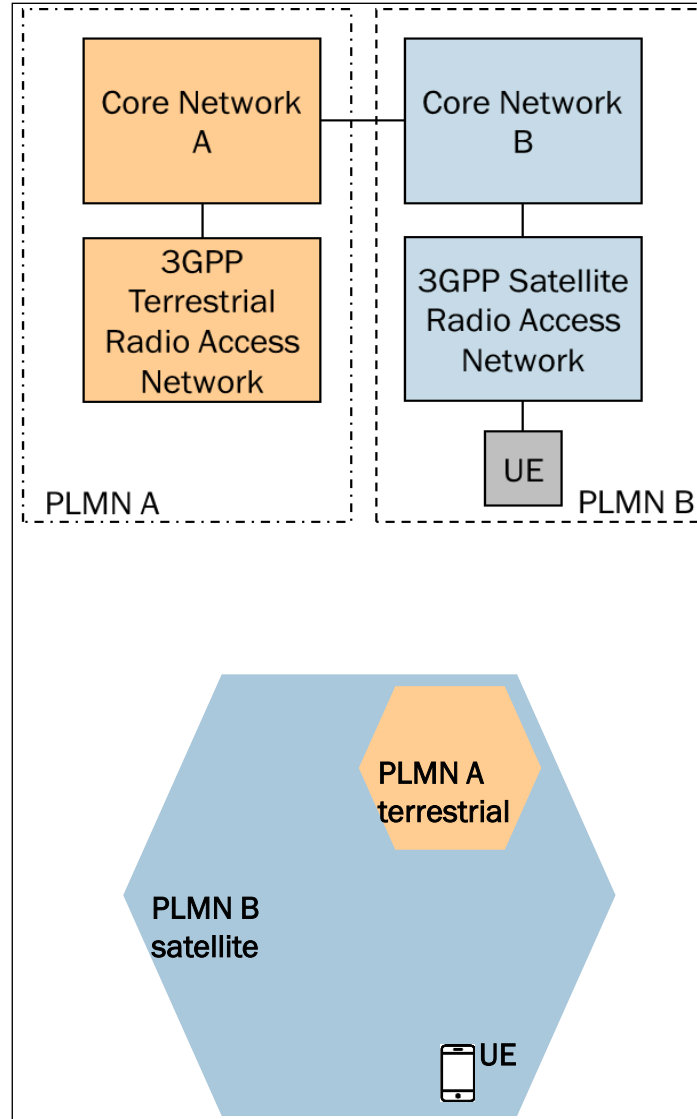 Core Network
A
Core Network
B
3GPP
Terrestrial
Radio Access
Network
3GPP Satellite
Radio Access
Network
UE
PLMN A
PLMN B
PLMN A
terrestrial
PLMN B
satellite
UE